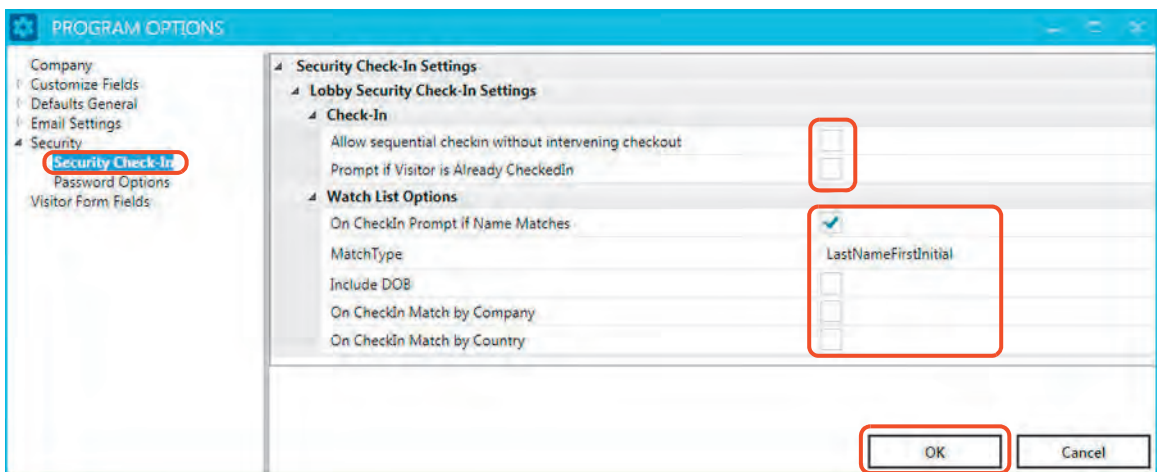 PROGRAM OPTIONS
Company
Customize Fields
Defaults General
Email Settings
Security
Security Check-In
Password Options
Visitor Form Fields
Security Check-In Settings
Lobby Security Check-In Settings
Check-In
Allow sequential checkin without intervening checkout
Prompt if Visitor is Already CheckedIn
Watch List Options
On CheckIn Prompt if Name Matches
MatchType LastNameFirstInitial
Include DOB
On CheckIn Match by Company
On CheckIn Match by Country
OK Cancel